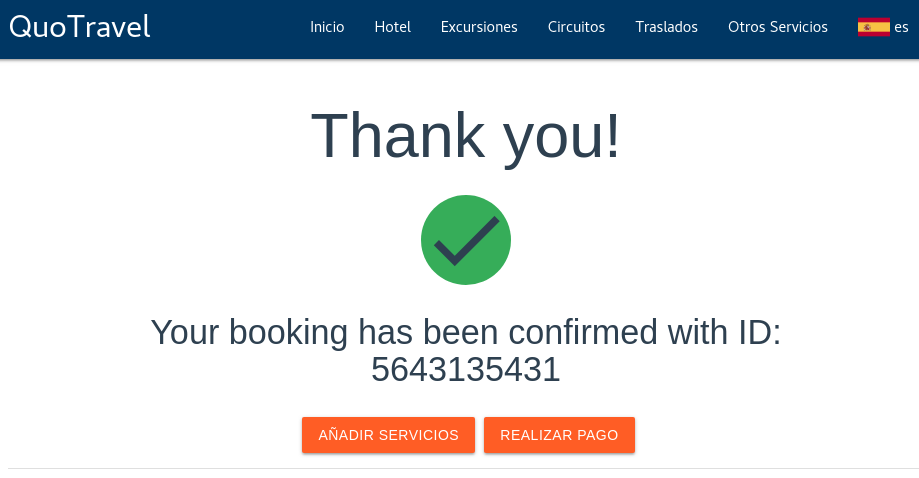 QuoTravel Inicio Hotel Excursiones Circuitos Traslados Otros Servicios es
Thank you!
Your booking has been confirmed with ID:
5643135431
AÑADIR SERVICIOS REALIZAR PAGO